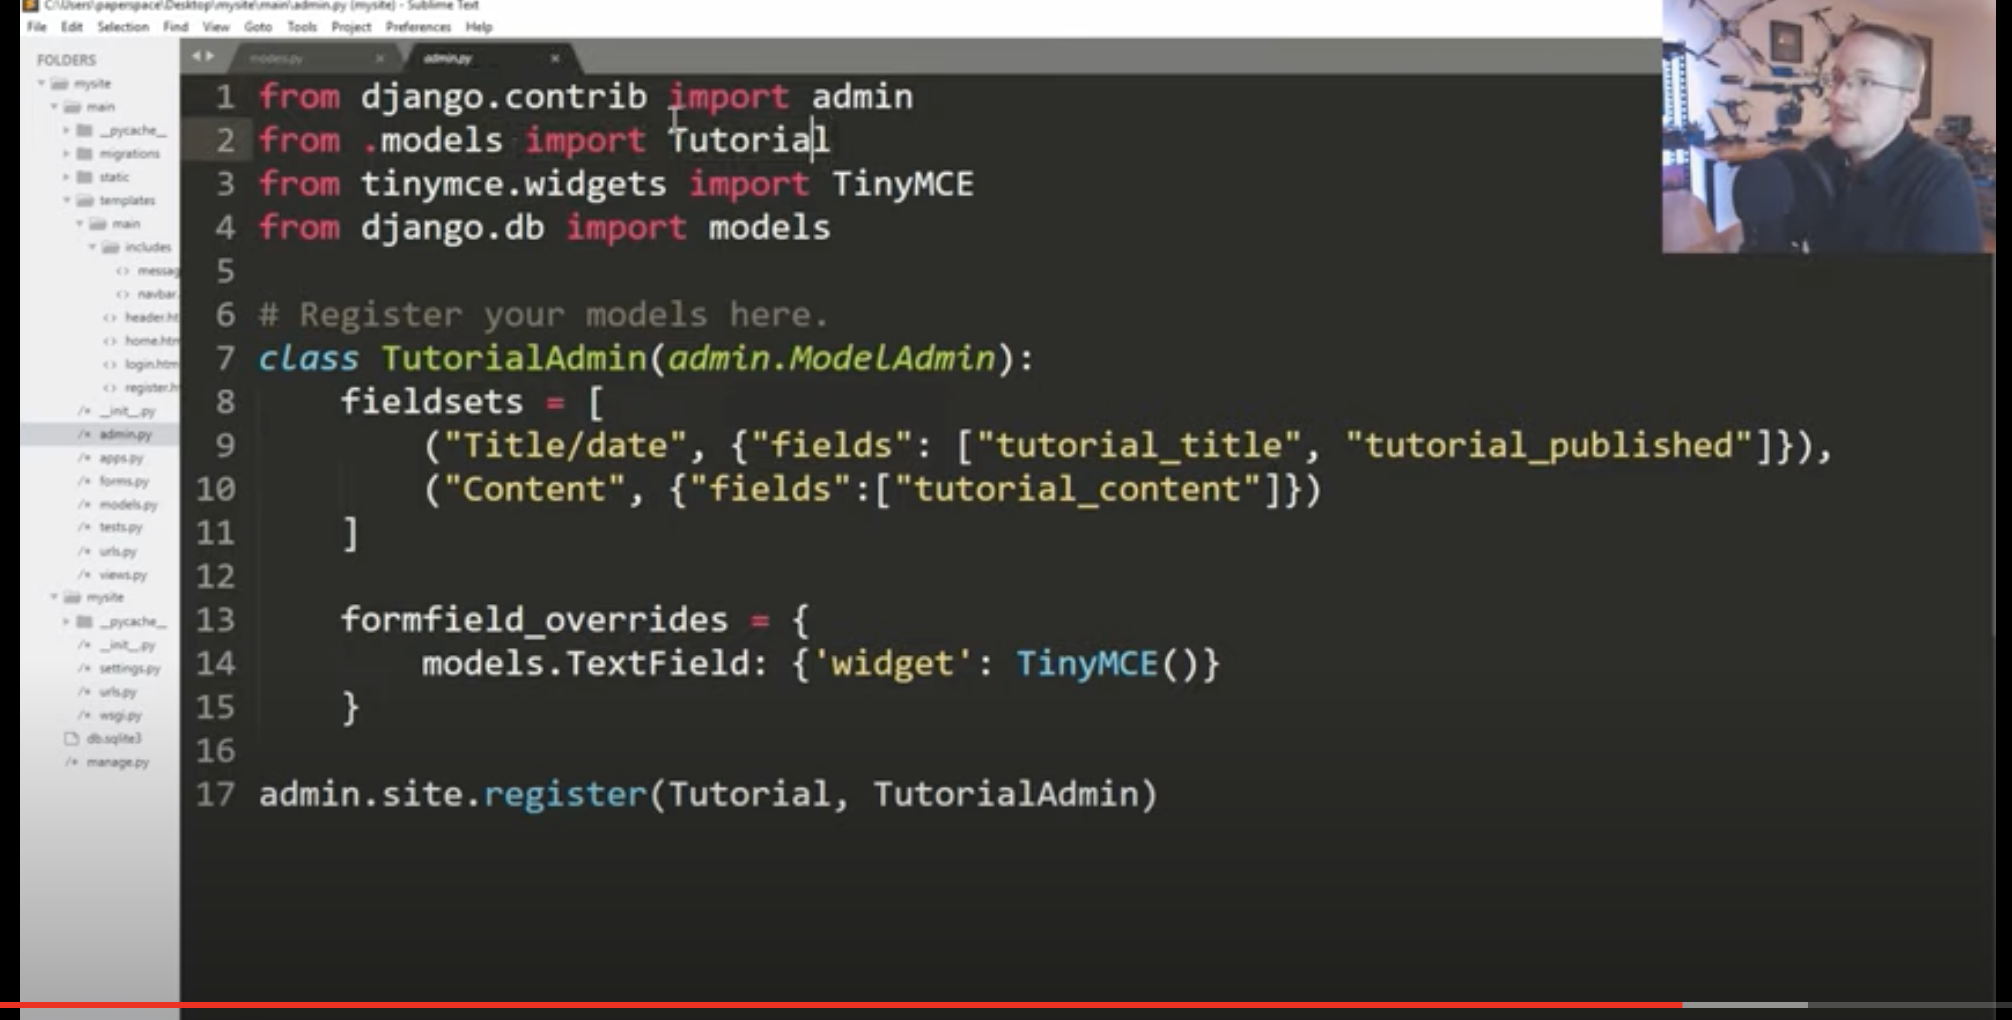 C:\Users\paperspace\Desktop\mysite\main\admin.py (mysite) - Sublime Text
File Edit Selection Find View Goto Tools Project Preferences Help
FOLDERS
mysite
main
__pycache__
migrations
static
templates
main
includes
messag
navbar.
header.ht
home.htm
login.htm
register.h
__init__.py
admin.py
apps.py
forms.py
models.py
tests.py
urls.py
views.py
mysite
__pycache__
__init__.py
settings.py
urls.py
wsgi.py
db.sqlite3
manage.py
models.py × admin.py ×
1 from django.contrib import admin
2 from .models import Tutorial
3 from tinymce.widgets import TinyMCE
4 from django.db import models
5
6 # Register your models here.
7 class TutorialAdmin(admin.ModelAdmin):
8     fieldsets = [
9         ("Title/date", {"fields": ["tutorial_title", "tutorial_published"]}),
10         ("Content", {"fields":["tutorial_content"]})
11     ]
12
13     formfield_overrides = {
14         models.TextField: {'widget': TinyMCE()}
15     }
16
17 admin.site.register(Tutorial, TutorialAdmin)